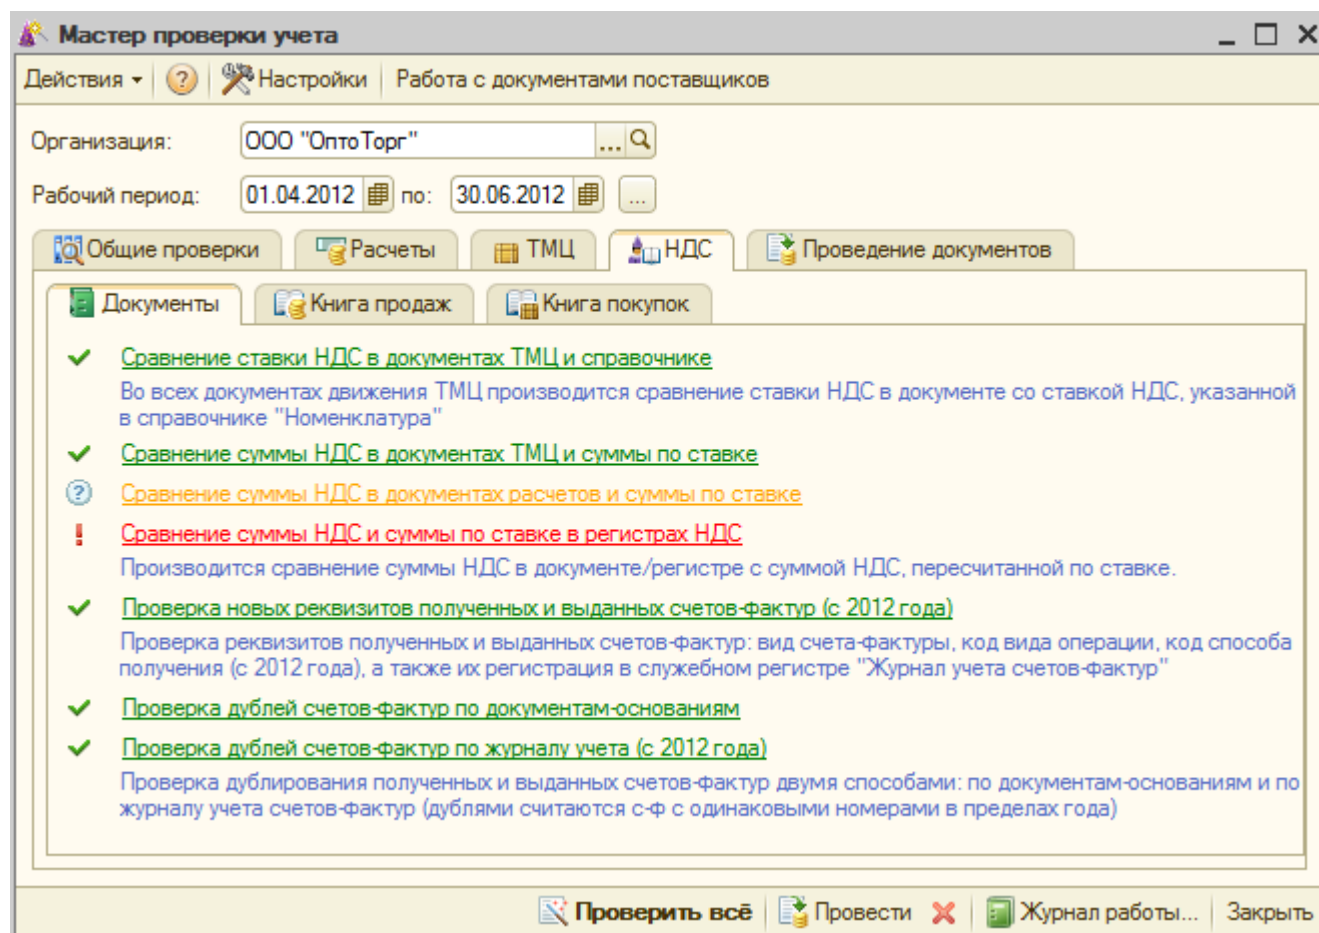 Мастер проверки учета
Действия Настройки Работа с документами поставщиков
Организация: ООО "ОптоТорг" ...
Рабочий период: 01.04.2012 по: 30.06.2012 ...
Общие проверки Расчеты ТМЦ НДС Проведение документов
Документы Книга продаж Книга покупок
Сравнение ставки НДС в документах ТМЦ и справочнике
Во всех документах движения ТМЦ производится сравнение ставки НДС в документе со ставкой НДС, указанной
в справочнике "Номенклатура"
Сравнение суммы НДС в документах ТМЦ и суммы по ставке
? Сравнение суммы НДС в документах расчетов и суммы по ставке
! Сравнение суммы НДС и суммы по ставке в регистрах НДС
Производится сравнение суммы НДС в документе/регистре с суммой НДС, пересчитанной по ставке.
Проверка новых реквизитов полученных и выданных счетов-фактур (с 2012 года)
Проверка реквизитов полученных и выданных счетов-фактур: вид счета-фактуры, код вида операции, код способа
получения (с 2012 года), а также их регистрация в служебном регистре "Журнал учета счетов-фактур"
Проверка дублей счетов-фактур по документам-основаниям
Проверка дублей счетов-фактур по журналу учета (с 2012 года)
Проверка дублирования полученных и выданных счетов-фактур двумя способами: по документам-основаниям и по
журналу учета счетов-фактур (дублями считаются с-ф с одинаковыми номерами в пределах года)
Проверить всё Провести Журнал работы... Закрыть